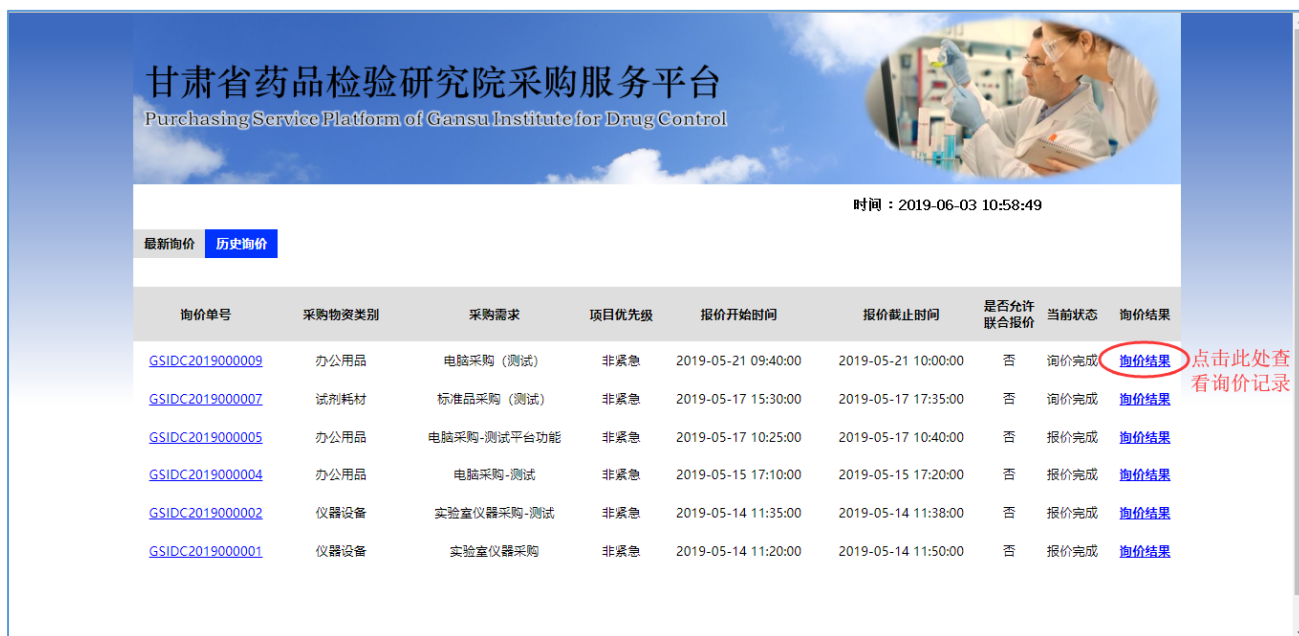 甘肃省药品检验研究院采购服务平台
Purchasing Service Platform of Gansu Institute for Drug Control
时间：2019-06-03 10:58:49
最新询价 历史询价
询价单号 采购物资类别 采购需求 项目优先级 报价开始时间 报价截止时间 是否允许联合报价 当前状态 询价结果
GSIDC2019000009 办公用品 电脑采购（测试） 非紧急 2019-05-21 09:40:00 2019-05-21 10:00:00 否 询价完成 询价结果
点击此处查
看询价记录
GSIDC2019000007 试剂耗材 标准品采购（测试） 非紧急 2019-05-17 15:30:00 2019-05-17 17:35:00 否 询价完成 询价结果
GSIDC2019000005 办公用品 电脑采购-测试平台功能 非紧急 2019-05-17 10:25:00 2019-05-17 10:40:00 否 报价完成 询价结果
GSIDC2019000004 办公用品 电脑采购-测试 非紧急 2019-05-15 17:10:00 2019-05-15 17:20:00 否 报价完成 询价结果
GSIDC2019000002 仪器设备 实验室仪器采购-测试 非紧急 2019-05-14 11:35:00 2019-05-14 11:38:00 否 报价完成 询价结果
GSIDC2019000001 仪器设备 实验室仪器采购 非紧急 2019-05-14 11:20:00 2019-05-14 11:50:00 否 报价完成 询价结果